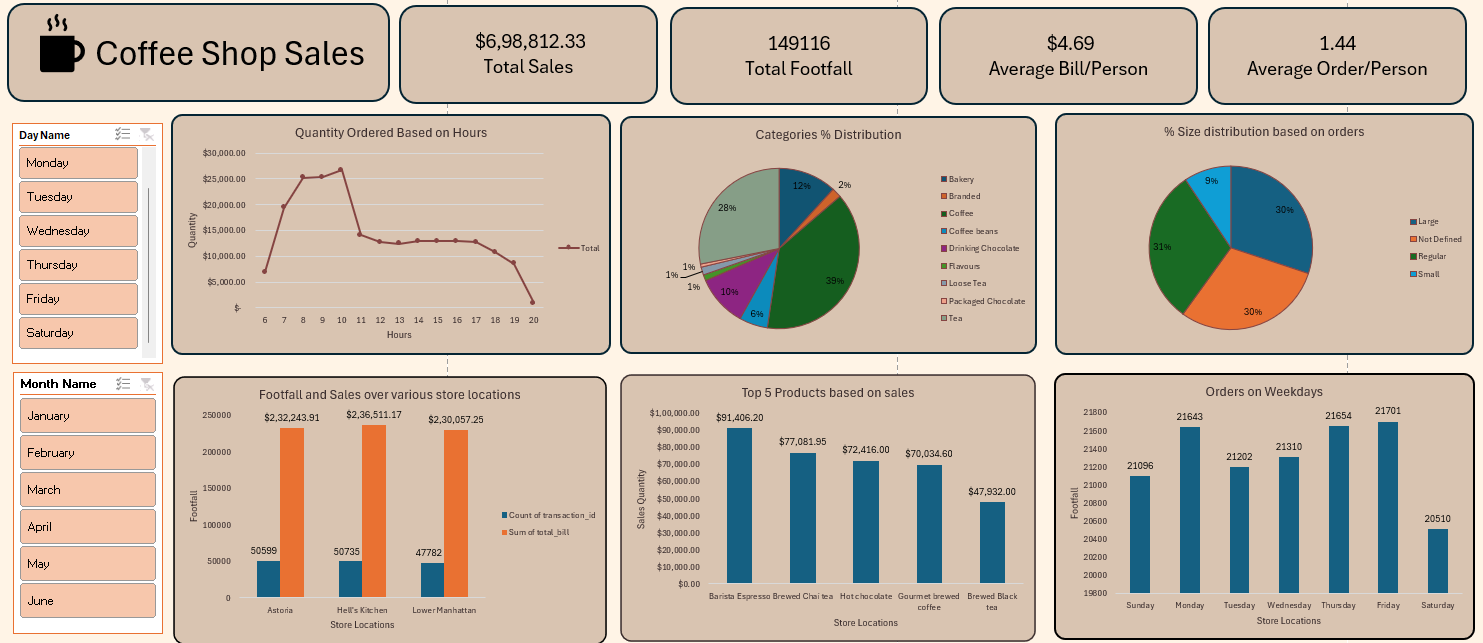 Coffee Shop Sales
$6,98,812.33
Total Sales
149116
Total Footfall
$4.69
Average Bill/Person
1.44
Average Order/Person
Day Name
Monday
Tuesday
Wednesday
Thursday
Friday
Saturday
Quantity Ordered Based on Hours
$30,000.00
$25,000.00
$20,000.00
$15,000.00
$10,000.00
$5,000.00
$-
Quantity
6 7 8 9 10 11 12 13 14 15 16 17 18 19 20
Hours
Total
Categories % Distribution
12%
2%
39%
6%
10%
1%
1%
1%
28%
Bakery
Branded
Coffee
Coffee beans
Drinking Chocolate
Flavours
Loose Tea
Packaged Chocolate
Tea
% Size distribution based on orders
30%
30%
31%
9%
Large
Not Defined
Regular
Small
Month Name
January
February
March
April
May
June
Footfall and Sales over various store locations
250000
200000
150000
100000
50000
0
Footfall
$2,32,243.91
$2,36,511.17
$2,30,057.25
50599
50735
47782
Astoria
Hell's Kitchen
Lower Manhattan
Store Locations
Count of transaction_id
Sum of total_bill
Top 5 Products based on sales
$1,00,000.00
$90,000.00
$80,000.00
$70,000.00
$60,000.00
$50,000.00
$40,000.00
$30,000.00
$20,000.00
$10,000.00
$0.00
Sales Quantity
$91,406.20
$77,081.95
$72,416.00
$70,034.60
$47,932.00
Barista Espresso
Brewed Chai tea
Hot chocolate
Gourmet brewed
coffee
Brewed Black
tea
Store Locations
Orders on Weekdays
21800
21600
21400
21200
21000
20800
20600
20400
20200
20000
19800
Footfall
21096
21643
21202
21310
21654
21701
20510
Sunday
Monday
Tuesday
Wednesday
Thursday
Friday
Saturday
Store Locations